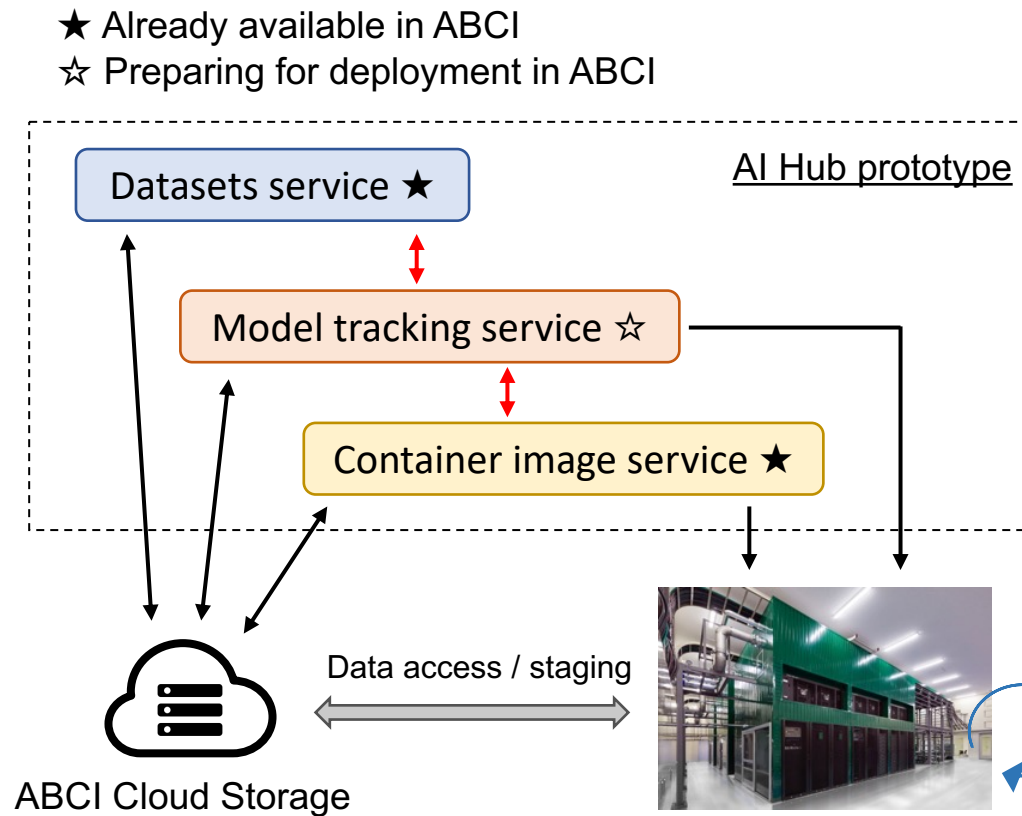 ★ Already available in ABCI
☆ Preparing for deployment in ABCI
AI Hub prototype
Datasets service ★
Model tracking service ☆
Container image service ★
Data access / staging
ABCI Cloud Storage